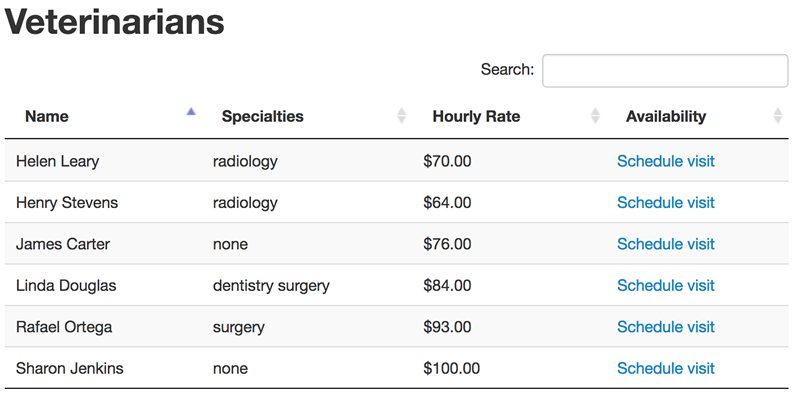 Veterinarians
Search:
Name Specialties Hourly Rate Availability
Helen Leary radiology $70.00 Schedule visit
Henry Stevens radiology $64.00 Schedule visit
James Carter none $76.00 Schedule visit
Linda Douglas dentistry surgery $84.00 Schedule visit
Rafael Ortega surgery $93.00 Schedule visit
Sharon Jenkins none $100.00 Schedule visit